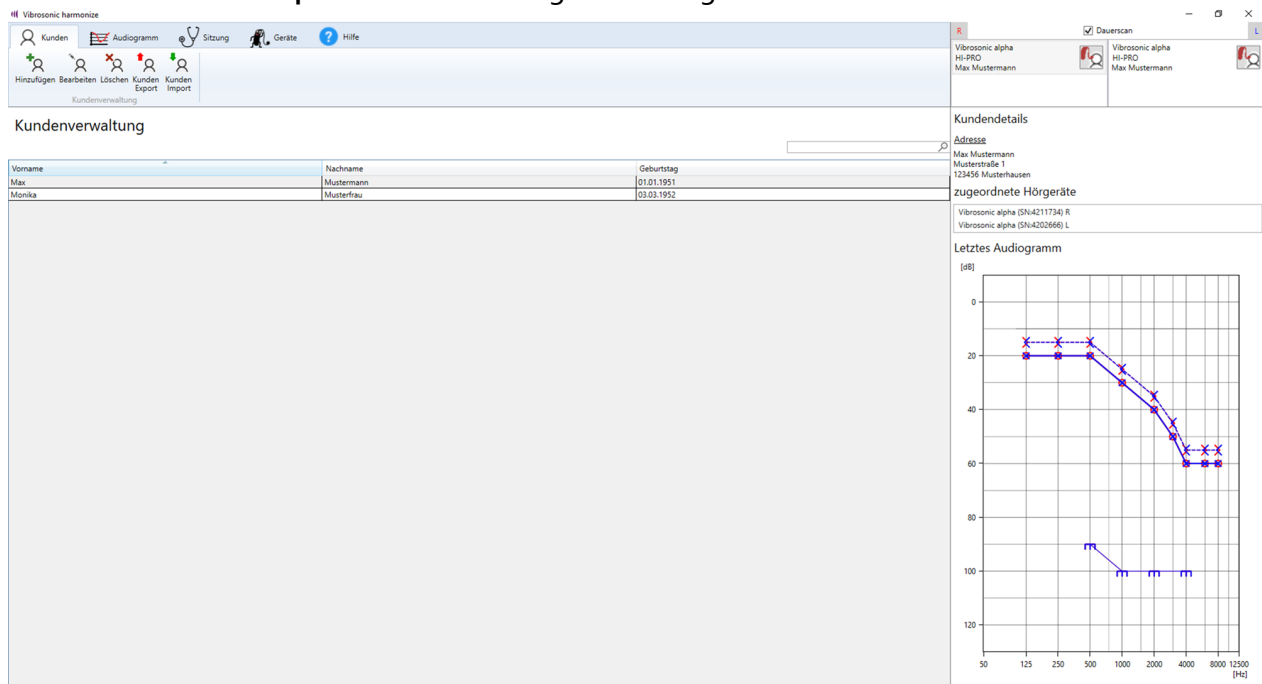 Vibrosonic harmonize
Kunden Audiogramm Sitzung Geräte Hilfe
Hinzufügen Bearbeiten Löschen Kunden Export Kunden Import
Kundenverwaltung
R Dauerscan L
Vibrosonic alpha
HI-PRO
Max Mustermann
Vibrosonic alpha
HI-PRO
Max Mustermann
Kundenverwaltung
Vorname Nachname Geburtstag
Max Mustermann 01.01.1951
Monika Musterfrau 03.03.1952
Kundendetails
Adresse
Max Mustermann
Musterstraße 1
123456 Musterhausen
zugeordnete Hörgeräte
Vibrosonic alpha (SN:4211734) R
Vibrosonic alpha (SN:4202666) L
Letztes Audiogramm
[dB]
0
20
40
60
80
100
120
50 125 250 500 1000 2000 4000 8000 12500
[Hz]